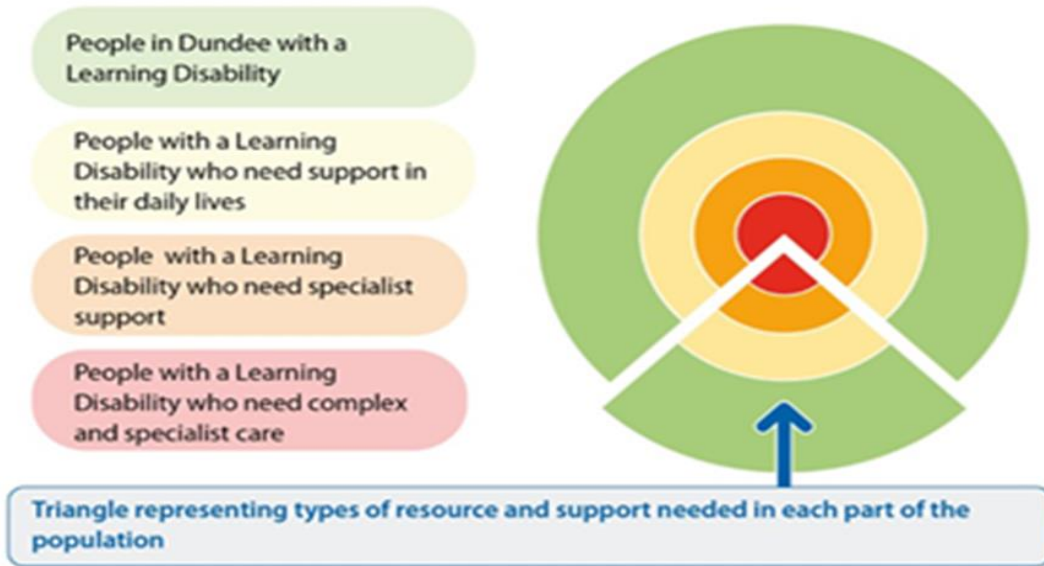 People in Dundee with a
Learning Disability
People with a Learning
Disability who need support in
their daily lives
People with a Learning
Disability who need specialist
support
People with a Learning
Disability who need complex
and specialist care
Triangle representing types of resource and support needed in each part of the
population